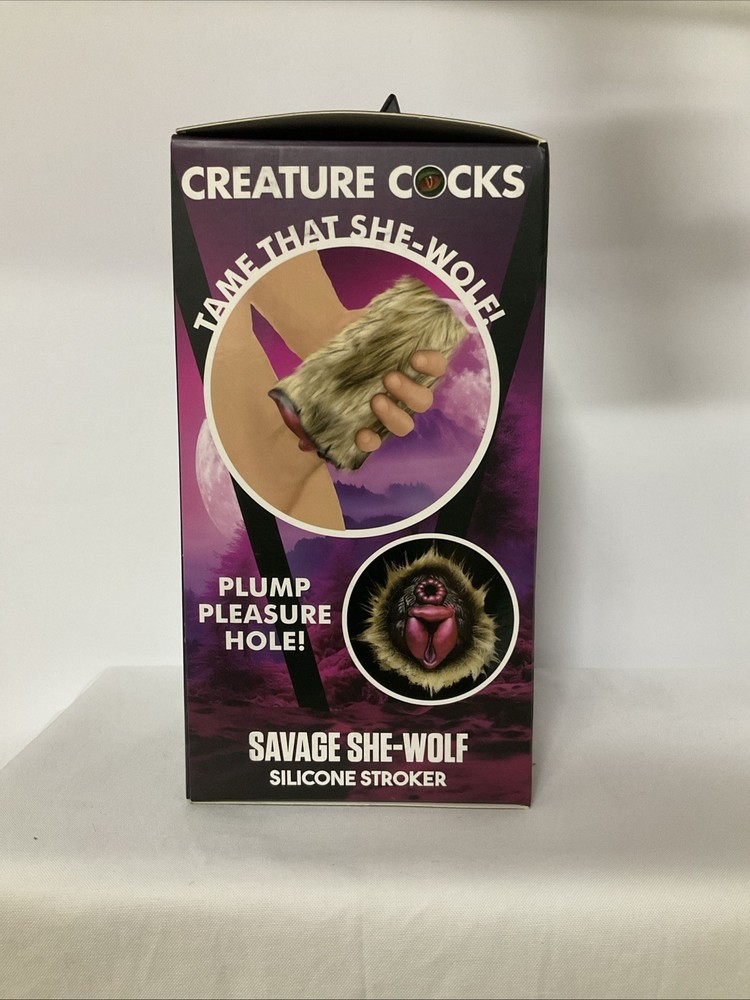 CREATURE COCKS
TAME THAT SHE-WOLF!
PLUMP
PLEASURE
HOLE!
SAVAGE SHE-WOLF
SILICONE STROKER